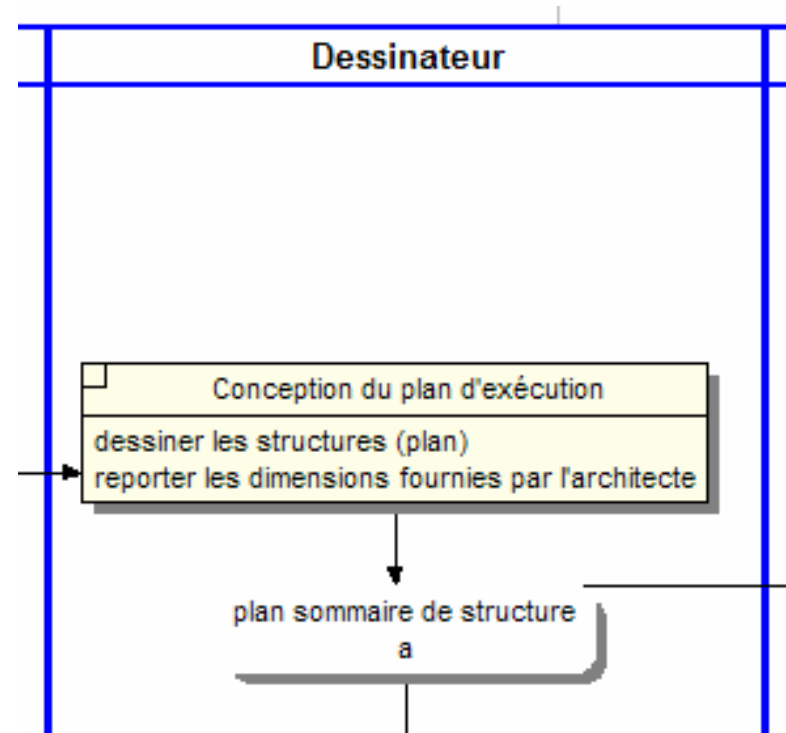 Dessinateur
Conception du plan d'exécution
dessiner les structures (plan)
reporter les dimensions fournies par l'architecte
plan sommaire de structure
a